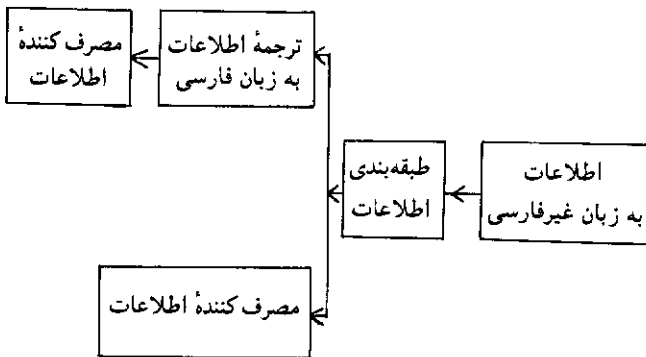 اطلاعات
به زبان غیرفارسی
طبقه‌بندی
اطلاعات
ترجمهٔ اطلاعات
به زبان فارسی
مصرف کنندهٔ
اطلاعات
مصرف کنندهٔ اطلاعات